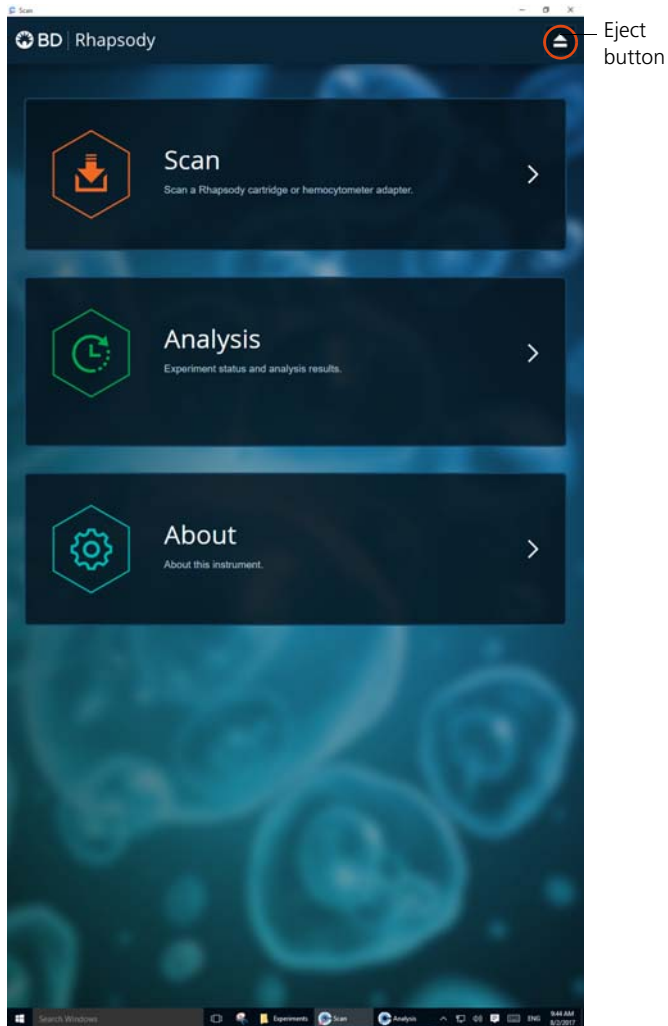 Scan
BD Rhapsody
Eject
button
Scan
Scan a Rhapsody cartridge or hemocytometer adapter.
Analysis
Experiment status and analysis results.
About
About this instrument.
Search Windows
Experiments
Scan
Analysis
ENG
9:44 AM
8/2/2017